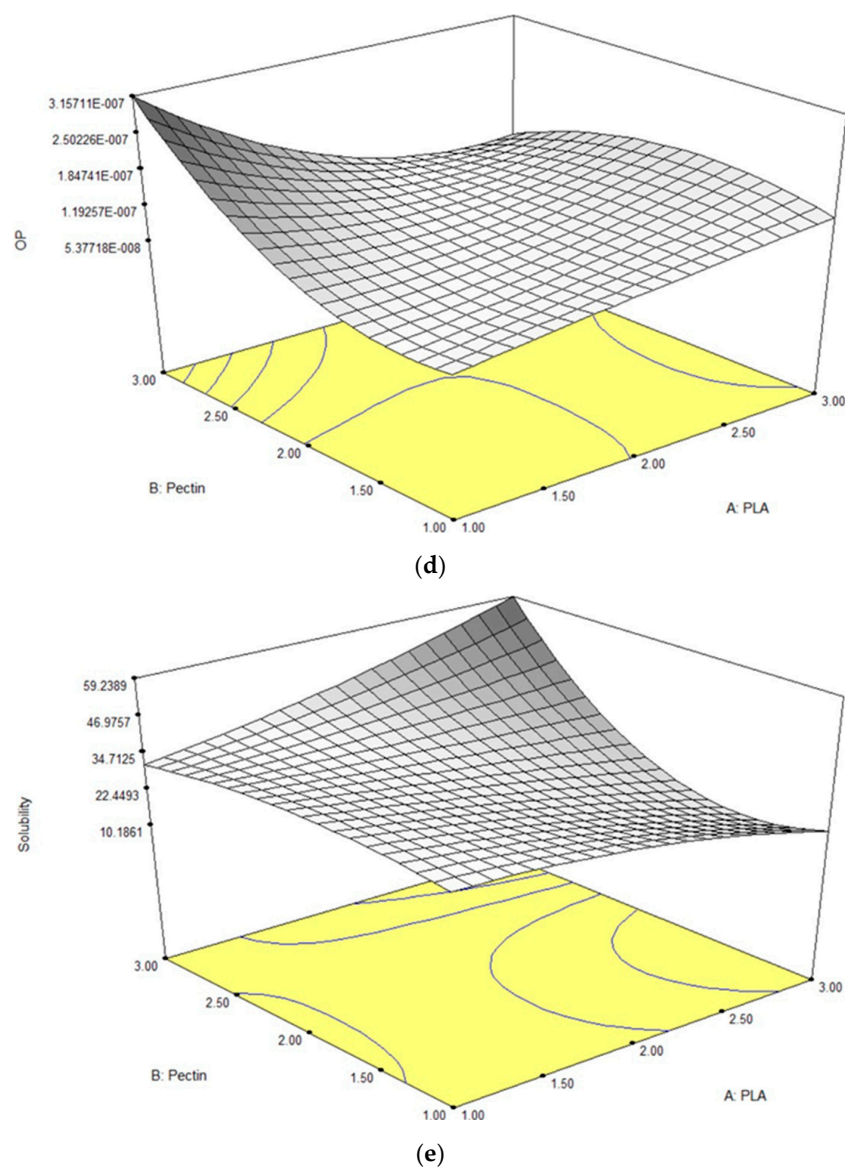 3.15711E-007
2.50226E-007
1.84741E-007
1.19257E-007
5.37718E-008
OP
3.00
2.50
2.00
1.50
1.00
B: Pectin
1.00
1.50
2.00
2.50
3.00
A: PLA
(d)
59.2389
46.9757
34.7125
22.4493
10.1861
Solubility
3.00
2.50
2.00
1.50
1.00
B: Pectin
1.00
1.50
2.00
2.50
3.00
A: PLA
(e)